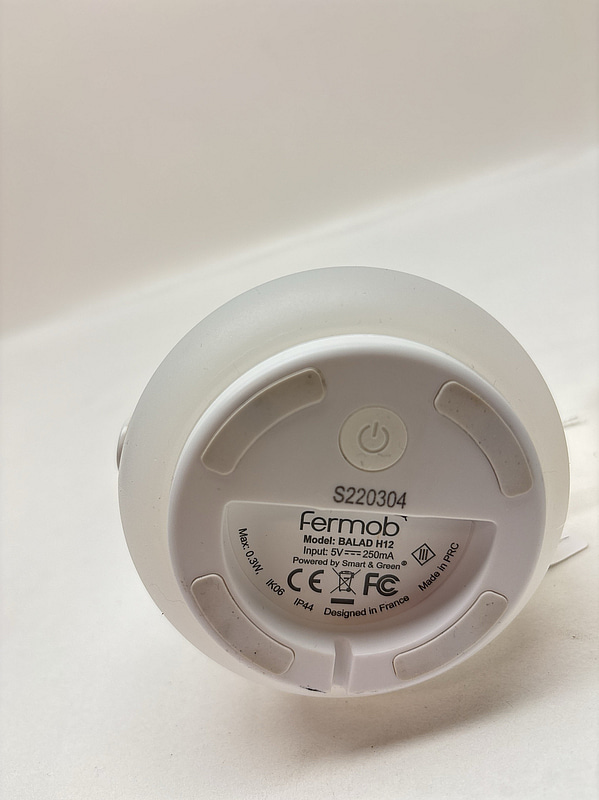 S220304
fermob
Model: BALAD H12
Input: 5V⎓250mA
Powered by Smart & Green®
Max: 0,3W.
IK06
IP44
CE FC
Designed in France
Made in PRC